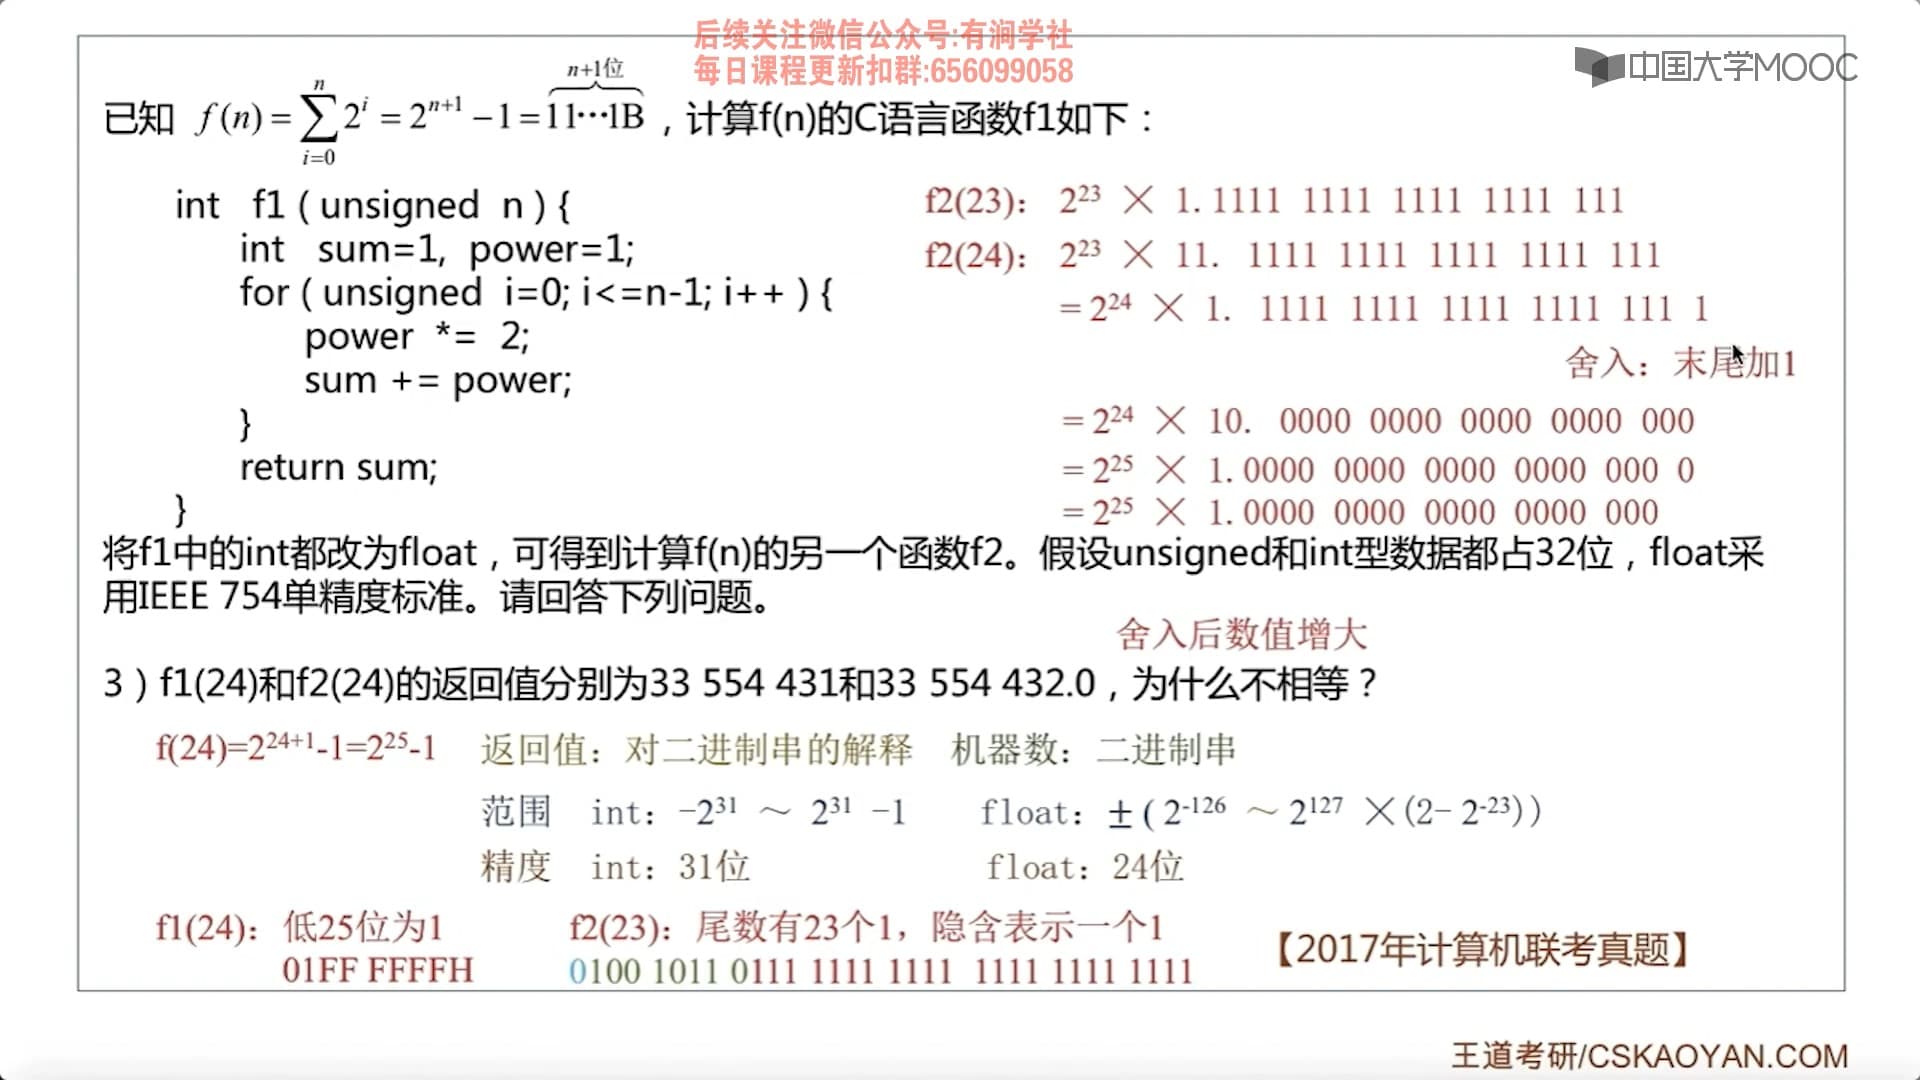 后续关注微信公众号:有涧学社
每日课程更新扣群:656099058
中国大学MOOC
已知 f(n) = ∑_{i=0}^{n} 2^i = 2^{n+1} − 1 = 11···1B (n+1位) ，计算f(n)的C语言函数f1如下：
int f1 ( unsigned n ) {
int sum=1, power=1;
for ( unsigned i=0; i<=n-1; i++ ) {
power *= 2;
sum += power;
}
return sum;
}
f2(23)： 2^23 × 1. 1111 1111 1111 1111 1111 111
f2(24)： 2^23 × 11. 1111 1111 1111 1111 1111 111
= 2^24 × 1. 1111 1111 1111 1111 111 1
舍入：末尾加1
= 2^24 × 10. 0000 0000 0000 0000 000
= 2^25 × 1. 0000 0000 0000 0000 000 0
= 2^25 × 1. 0000 0000 0000 0000 000
将f1中的int都改为float，可得到计算f(n)的另一个函数f2。假设unsigned和int型数据都占32位，float采
用IEEE 754单精度标准。请回答下列问题。
舍入后数值增大
3）f1(24)和f2(24)的返回值分别为33 554 431和33 554 432.0，为什么不相等？
f(24)=2^{24+1}-1=2^25-1 返回值：对二进制串的解释 机器数：二进制串
范围 int：−2^31 ～ 2^31 −1 float：±( 2^-126 ～ 2^127 ×(2− 2^-23))
精度 int：31位 float：24位
f1(24)：低25位为1 f2(23)：尾数有23个1，隐含表示一个1
01FF FFFFH 0100 1011 0111 1111 1111 1111 1111 1111
【2017年计算机联考真题】
王道考研/CSKAOYAN.COM